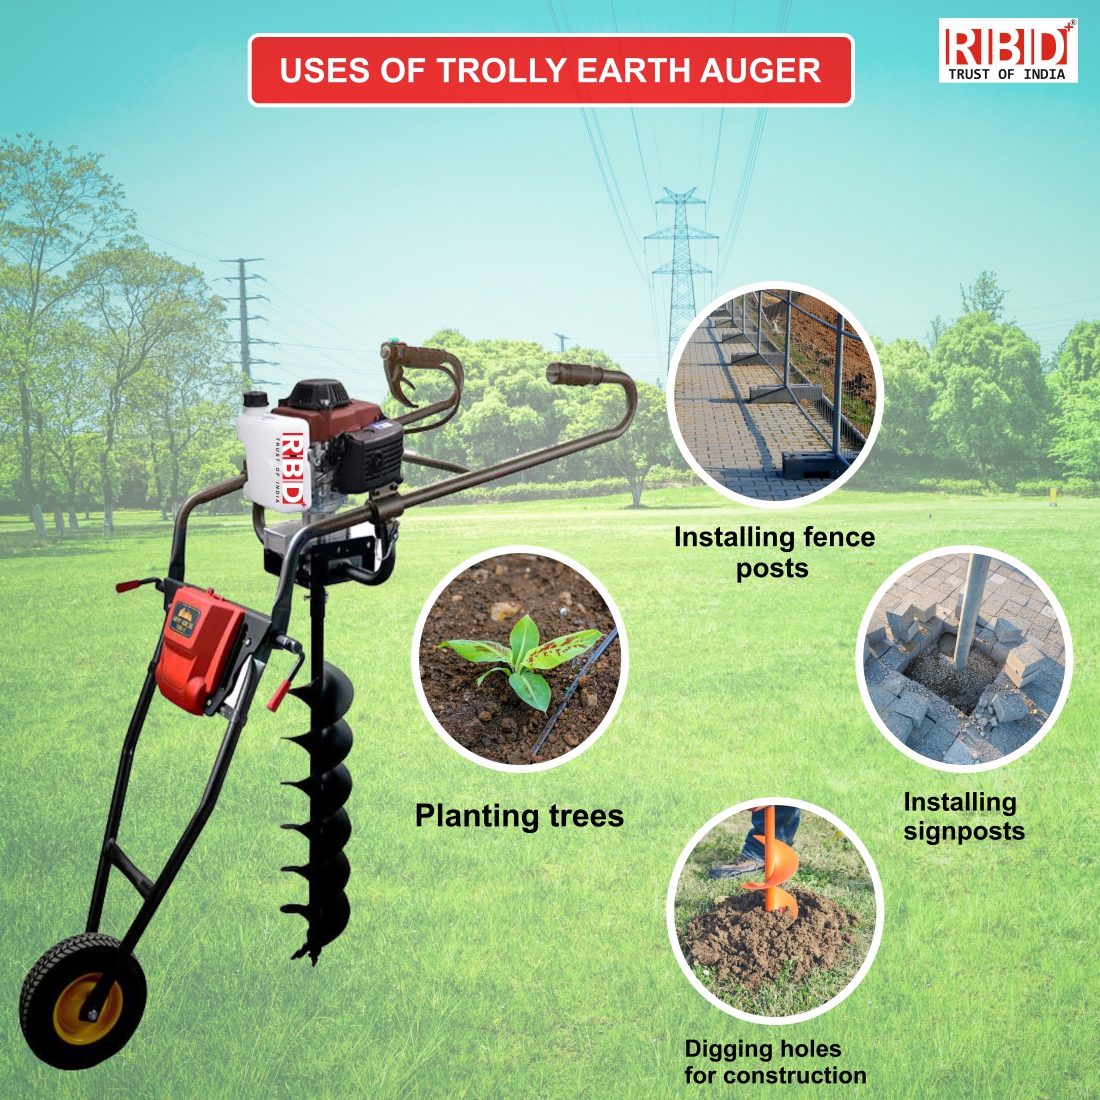 USES OF TROLLY EARTH AUGER
RBD+®
TRUST OF INDIA
RBD+
TRUST OF INDIA
Installing fence
posts
Planting trees
Installing
signposts
Digging holes
for construction